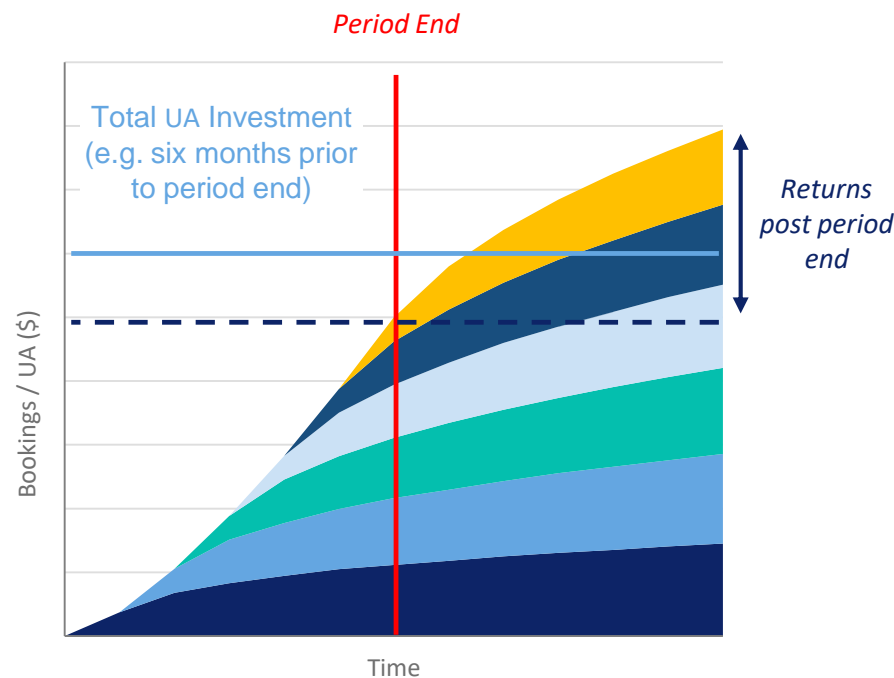 Period End
Total UA Investment
(e.g. six months prior
to period end)
Returns
post period
end
Bookings / UA ($)
Time